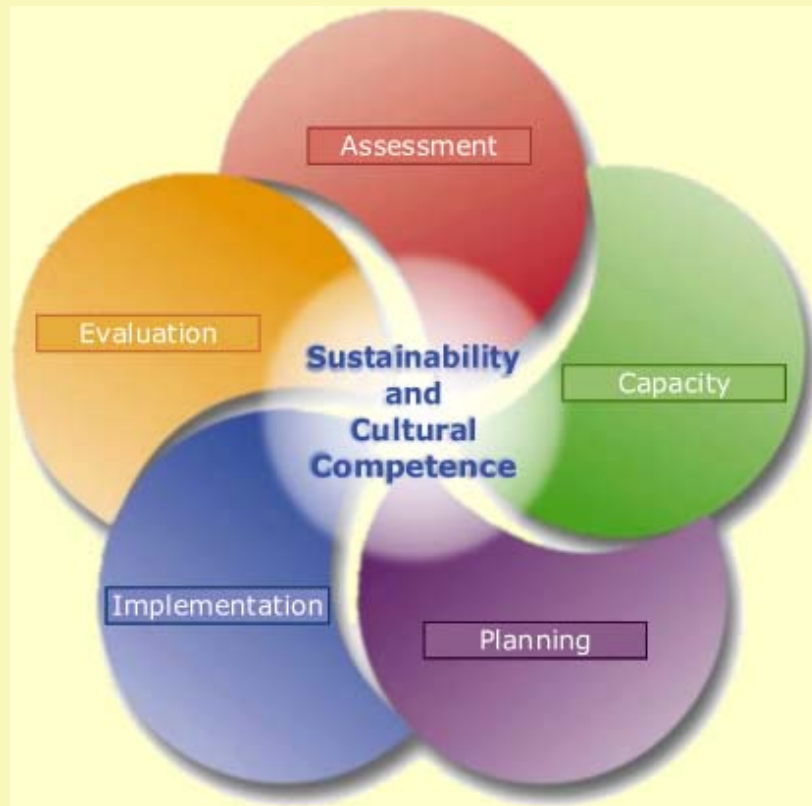 Assessment
Capacity
Planning
Implementation
Evaluation
Sustainability
and
Cultural
Competence